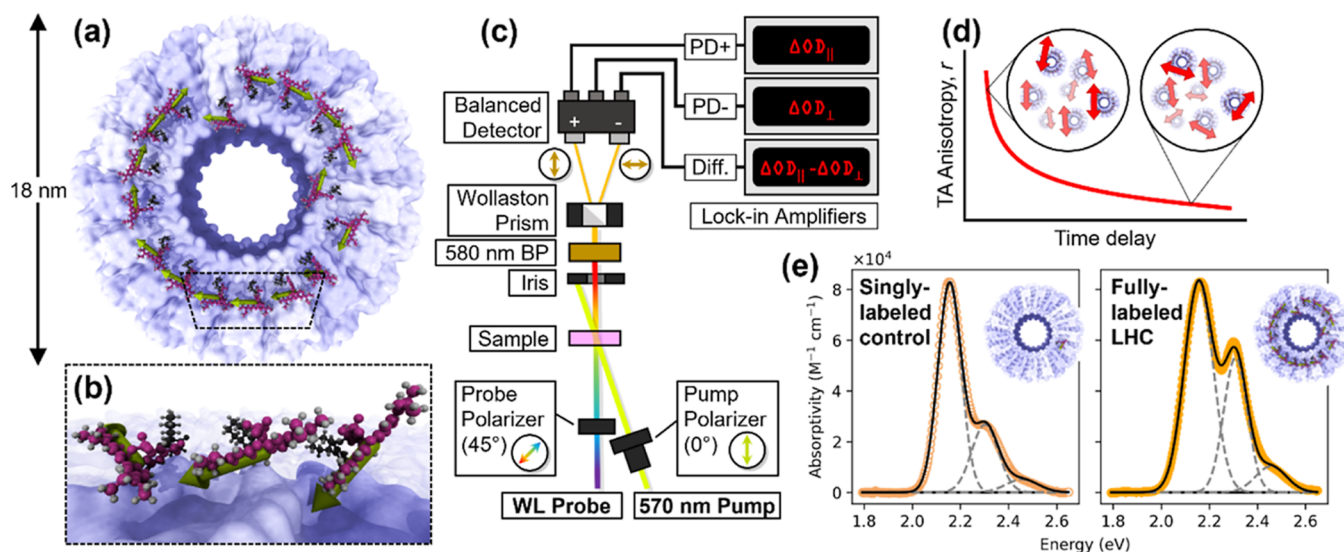 (a)
18 nm
(b)
(c)
Balanced
Detector
+
-
PD+
ΔOD∥
PD-
ΔOD⊥
Diff.
ΔOD∥-ΔOD⊥
Lock-in Amplifiers
Wollaston
Prism
580 nm BP
Iris
Sample
Probe
Polarizer
(45°)
Pump
Polarizer
(0°)
WL Probe
570 nm Pump
(d)
TA Anisotropy, r
Time delay
(e)
×10⁴
Absorptivity (M⁻¹ cm⁻¹)
8
6
4
2
0
Singly-
labeled
control
2.0 2.2 2.4 2.6
Fully-
labeled
LHC
1.8 2.0 2.2 2.4 2.6
Energy (eV)